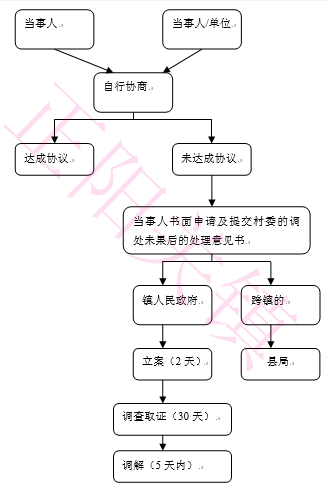 当事人
当事人/单位
自行协商
达成协议
未达成协议
当事人书面申请及提交村委的调
处未果后的处理意见书
镇人民政府
跨镇的
立案（2 天）
县局
调查取证（30 天）
调解（5 天内）